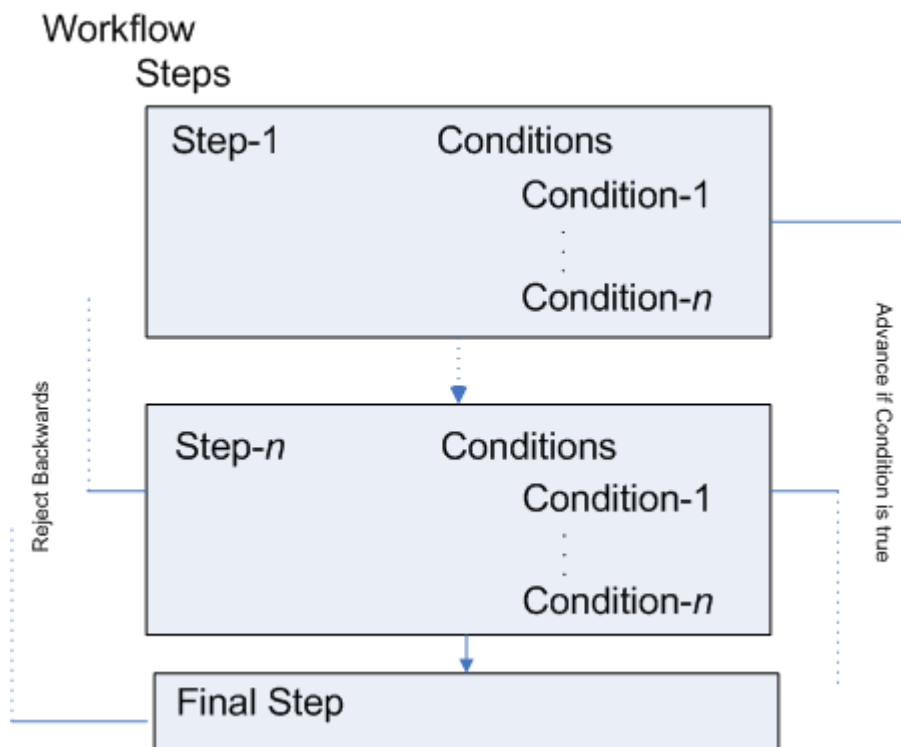 Workflow
Steps
Step-1 Conditions
Condition-1
Condition-n
Step-n Conditions
Condition-1
Condition-n
Final Step
Reject Backwards
Advance if Condition is true